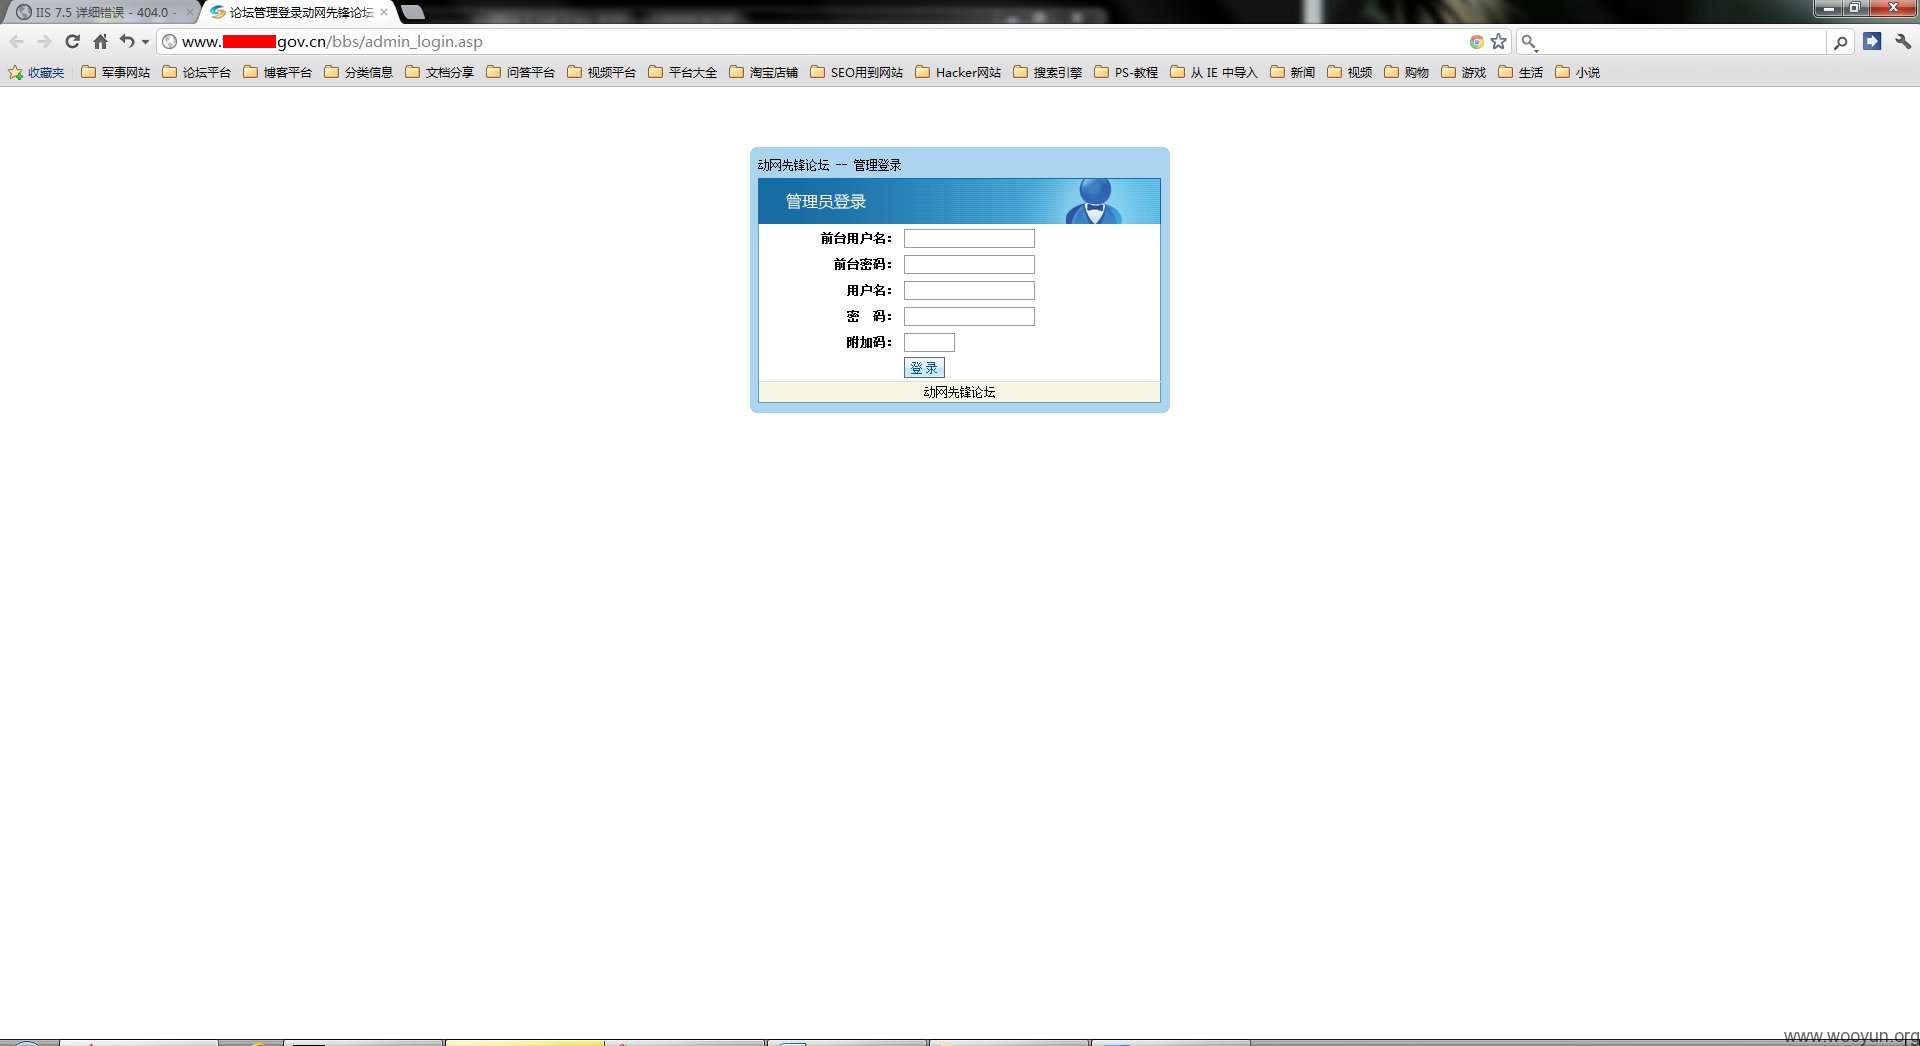 IIS 7.5 详细错误 - 404.0 -
论坛管理登录动网先锋论坛
www. gov.cn/bbs/admin_login.asp
收藏夹 军事网站 论坛平台 博客平台 分类信息 文档分享 问答平台 视频平台 平台大全 淘宝店铺 SEO用到网站 Hacker网站 搜索引擎 PS-教程 从 IE 中导入 新闻 视频 购物 游戏 生活 小说
动网先锋论坛 -- 管理登录
管理员登录
前台用户名：
前台密码：
用户名：
密 码：
附加码：
登 录
动网先锋论坛
www.wooyun.org